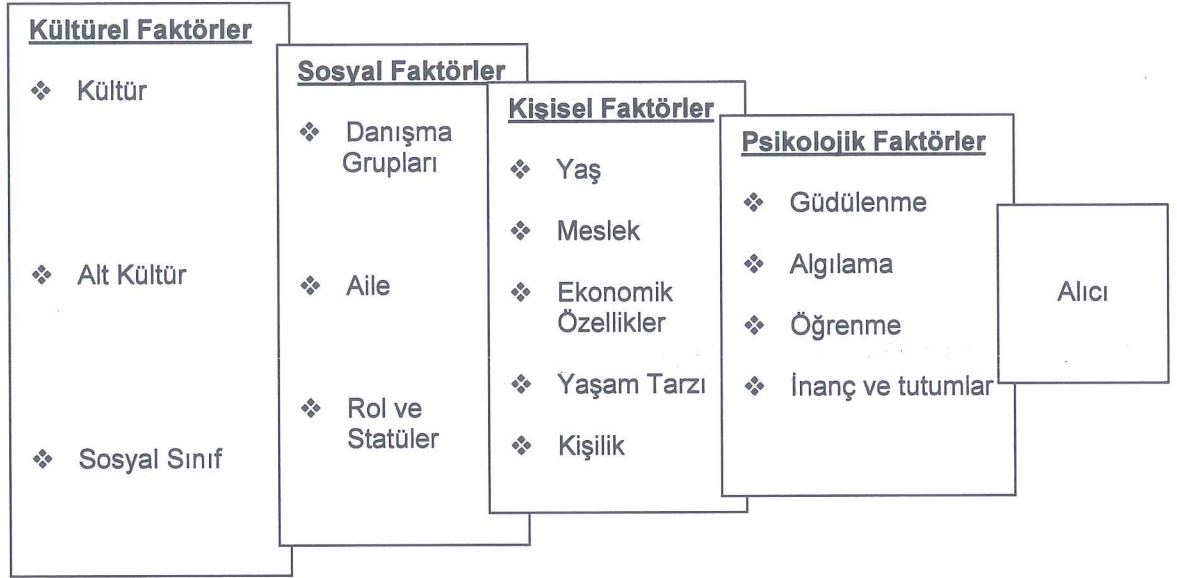 Kültürel Faktörler
❖ Kültür
❖ Alt Kültür
❖ Sosyal Sınıf
Sosyal Faktörler
❖ Danışma
Grupları
❖ Aile
❖ Rol ve
Statüler
Kişisel Faktörler
❖ Yaş
❖ Meslek
❖ Ekonomik
Özellikler
❖ Yaşam Tarzı
❖ Kişilik
Psikolojik Faktörler
❖ Güdülenme
❖ Algılama
❖ Öğrenme
❖ İnanç ve tutumlar
Alıcı